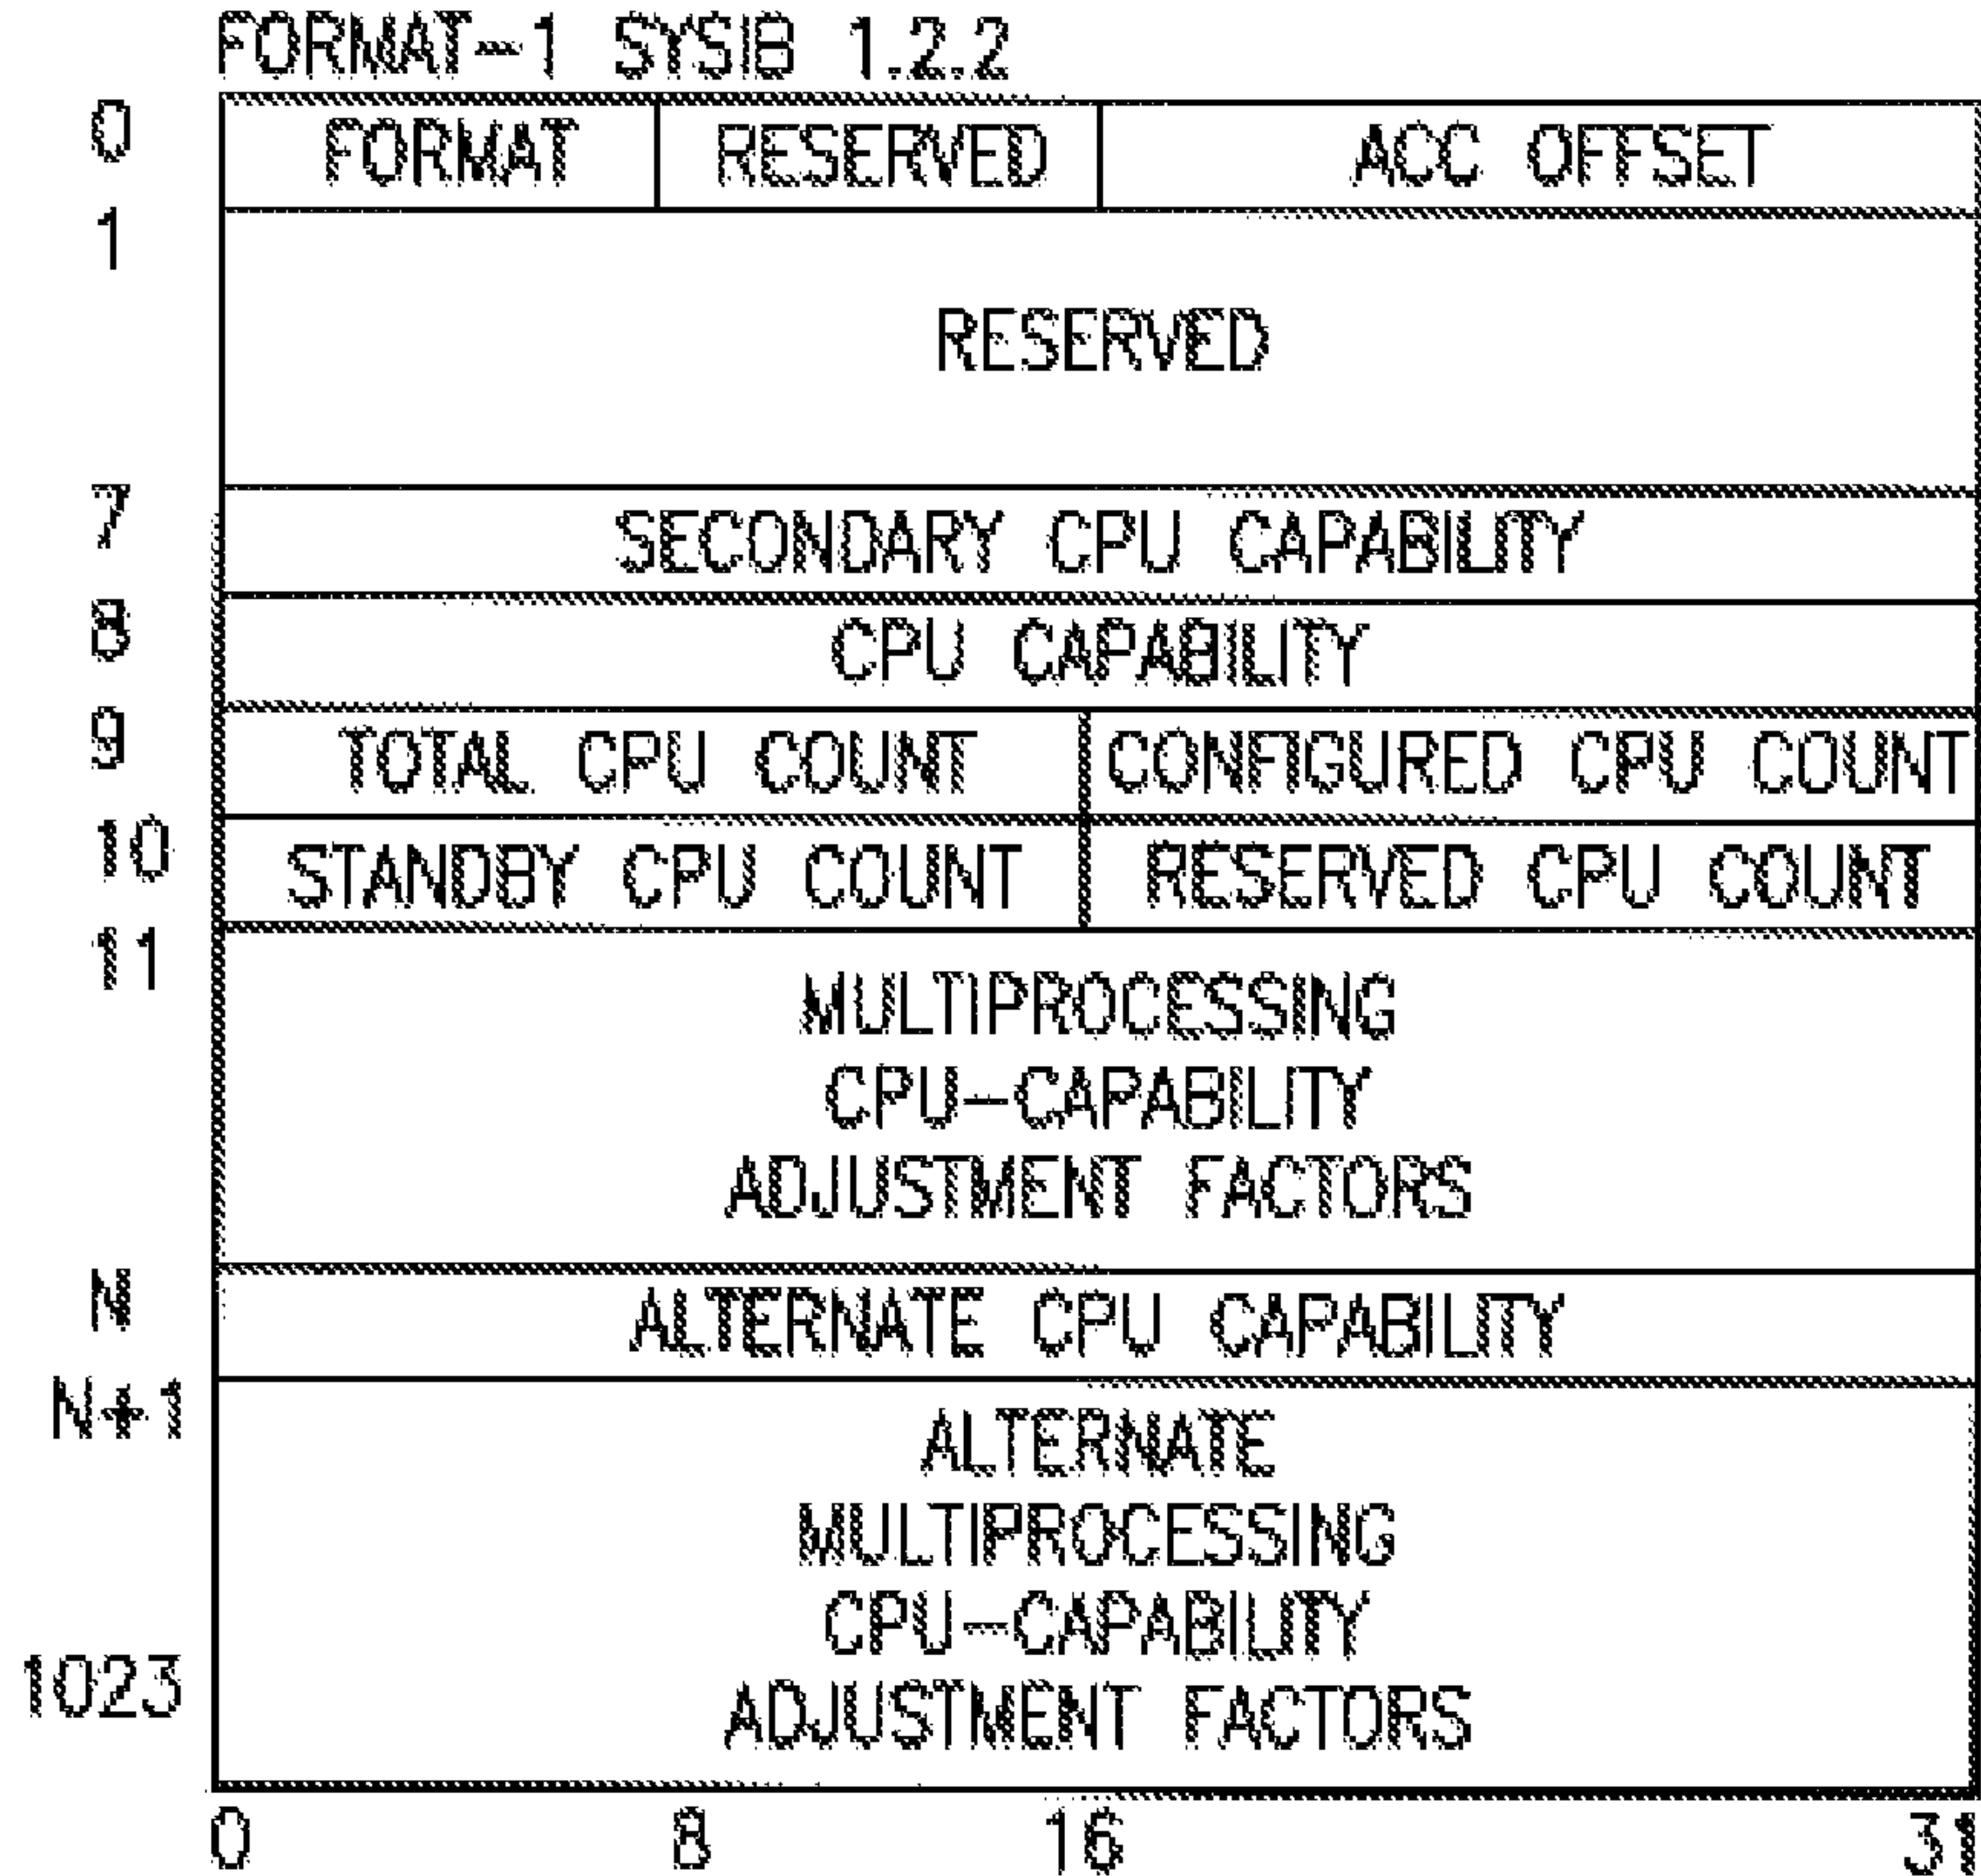 FORMAT-1 SYSIB 1.2.2
0 FORMAT RESERVED ACC OFFSET
1
RESERVED
7 SECONDARY CPU CAPABILITY
8 CPU CAPABILITY
9 TOTAL CPU COUNT CONFIGURED CPU COUNT
10 STANDBY CPU COUNT RESERVED CPU COUNT
11 MULTIPROCESSING
CPU-CAPABILITY
ADJUSTMENT FACTORS
N ALTERNATE CPU CAPABILITY
N+1 ALTERNATE
MULTIPROCESSING
CPU-CAPABILITY
1023 ADJUSTMENT FACTORS
0 8 16 31